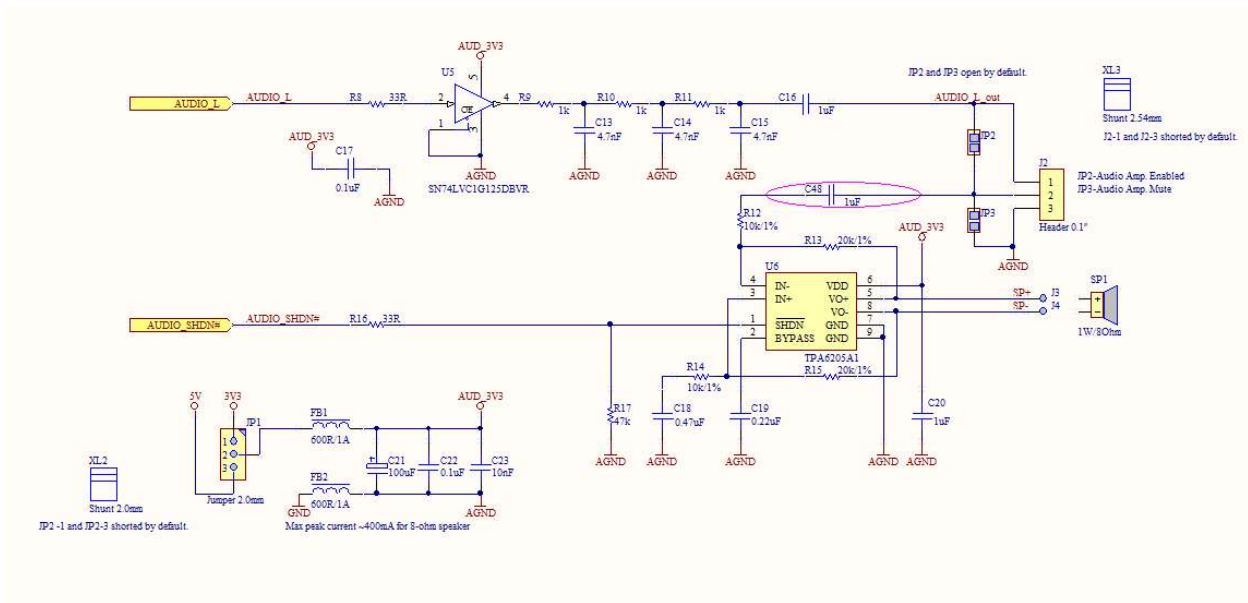 AUD_3V3
U5
JP2 and JP3 open by default.
XL3
AUDIO_L
AUDIO_L
R8
33R
5
2
4
OE
1
3
R9
1k
R10
1k
R11
1k
C16
1uF
AUDIO_L_out
Shunt 2.54mm
J2-1 and J2-3 shorted by default.
AUD_3V3
C17
0.1uF
AGND
C13
4.7nF
C14
4.7nF
C15
4.7nF
JP2
J2
AGND
AGND
AGND
AGND
SN74LVC1G125DBVR
1
2
3
JP2-Audio Amp. Enabled
JP3-Audio Amp. Mute
C48
1uF
R12
10k/1%
JP3
Header 0.1"
R13
20k/1%
AUD_3V3
AGND
U6
SP1
4
IN-
VDD
6
3
IN+
VO+
5
VO-
8
1
SHDN
GND
7
2
BYPASS
GND
9
TPA6205A1
SP+
J3
SP-
J4
+
-
1W/8Ohm
AUDIO_SHDN#
AUDIO_SHDN#
R16
33R
R14
10k/1%
R15
20k/1%
R17
47k
C18
0.47uF
C19
0.22uF
C20
1uF
AGND
AGND
AGND
AGND
AGND
5V
3V3
JP1
1
2
3
Jumper 2.0mm
FB1
600R/1A
AUD_3V3
+
C21
100uF
C22
0.1uF
C23
10nF
FB2
600R/1A
GND
AGND
XL2
Shunt 2.0mm
JP2 -1 and JP2-3 shorted by default.
Max peak current ~400mA for 8-ohm speaker